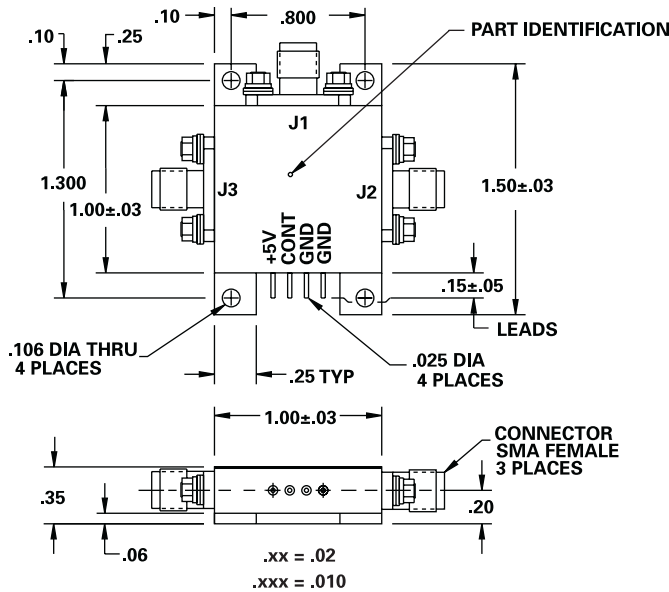 .10
.800
PART IDENTIFICATION
.10
.25
J1
1.300
1.00±.03
J3
J2
1.50±.03
+5V
CONT
GND
GND
.15±.05
LEADS
.106 DIA THRU
4 PLACES
.25 TYP
.025 DIA
4 PLACES
1.00±.03
CONNECTOR
SMA FEMALE
3 PLACES
.35
.20
.06
.xx = .02
.xxx = .010